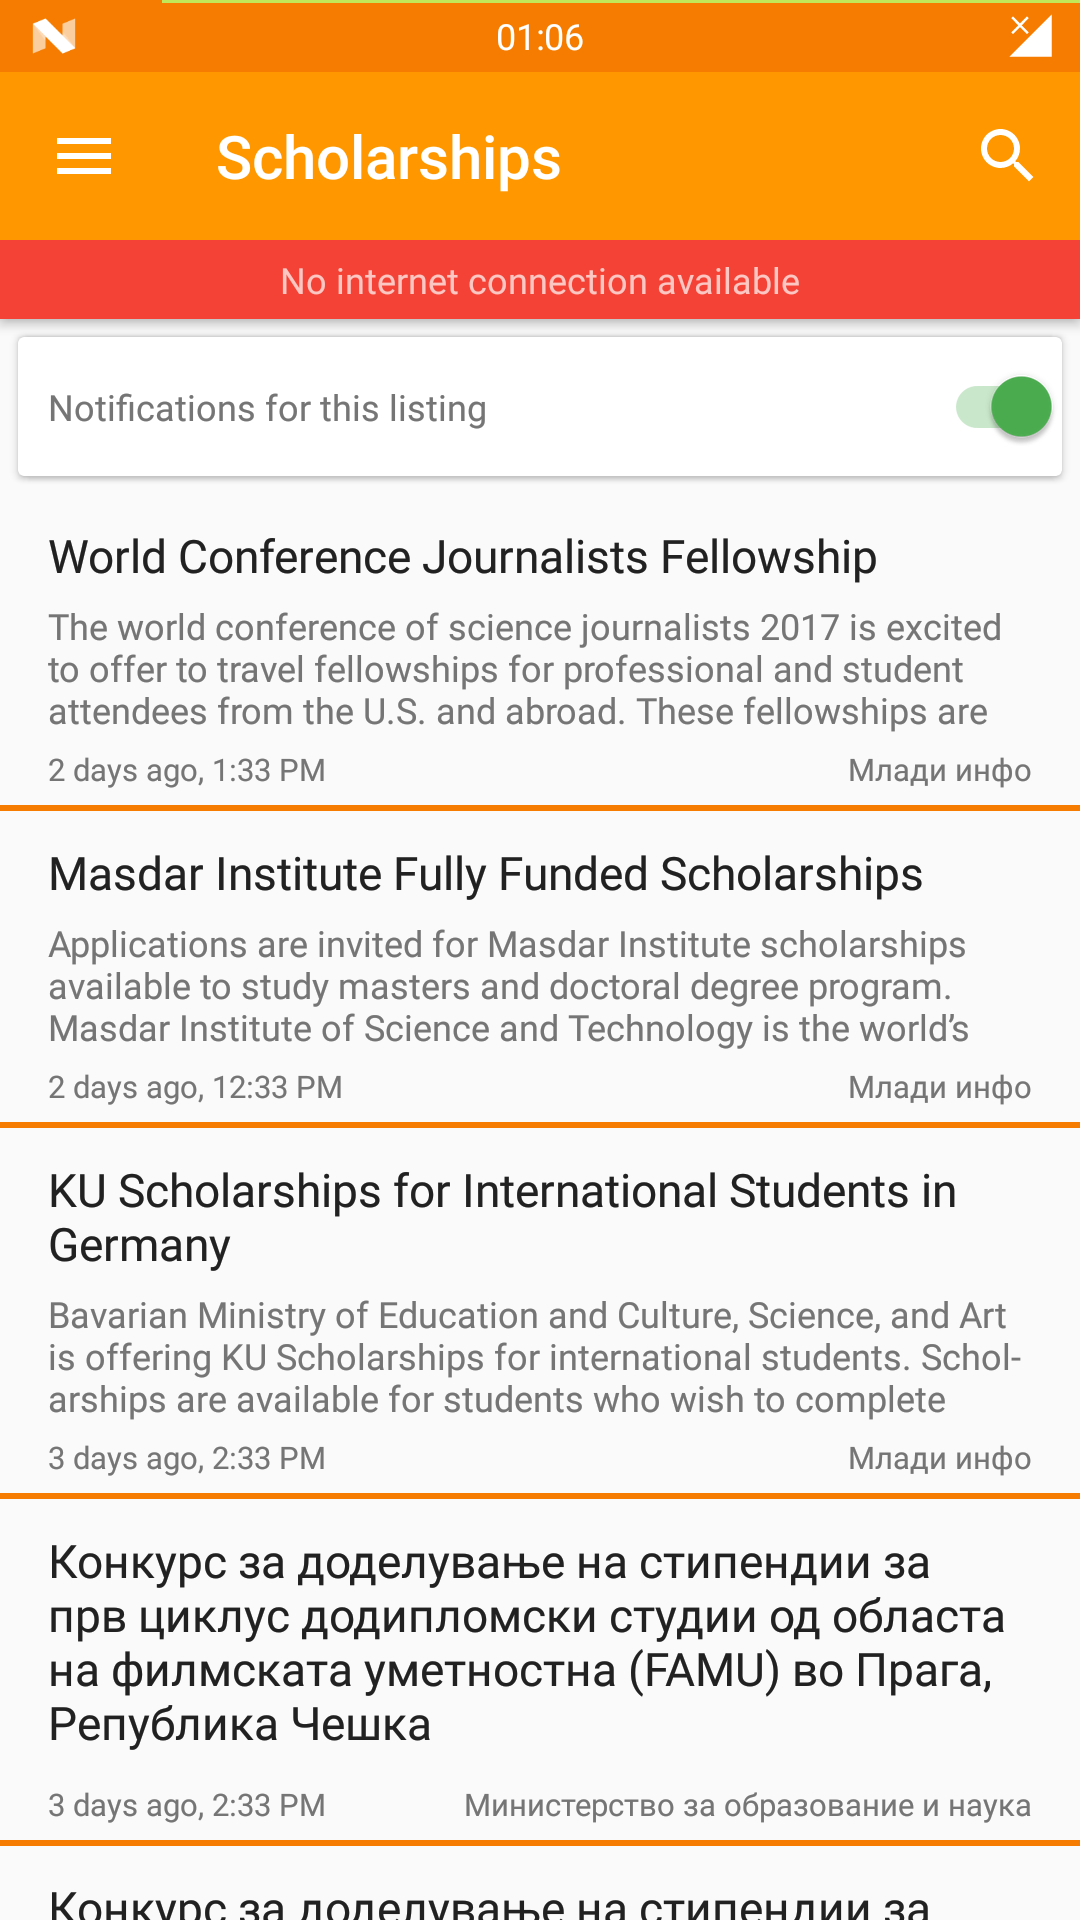 01:06
Scholarships
No internet connection available
Notifications for this listing
World Conference Journalists Fellowship
The world conference of science journalists 2017 is excited
to offer to travel fellowships for professional and student
attendees from the U.S. and abroad. These fellowships are
2 days ago, 1:33 PM Млади инфо
Masdar Institute Fully Funded Scholarships
Applications are invited for Masdar Institute scholarships
available to study masters and doctoral degree program.
Masdar Institute of Science and Technology is the world’s
2 days ago, 12:33 PM Млади инфо
KU Scholarships for International Students in
Germany
Bavarian Ministry of Education and Culture, Science, and Art
is offering KU Scholarships for international students. Schol-
arships are available for students who wish to complete
3 days ago, 2:33 PM Млади инфо
Конкурс за доделување на стипендии за
прв циклус додипломски студии од областа
на филмската уметностна (FAMU) во Прага,
Република Чешка
3 days ago, 2:33 PM Министерство за образование и наука
Конкурс за доделување на стипендии за